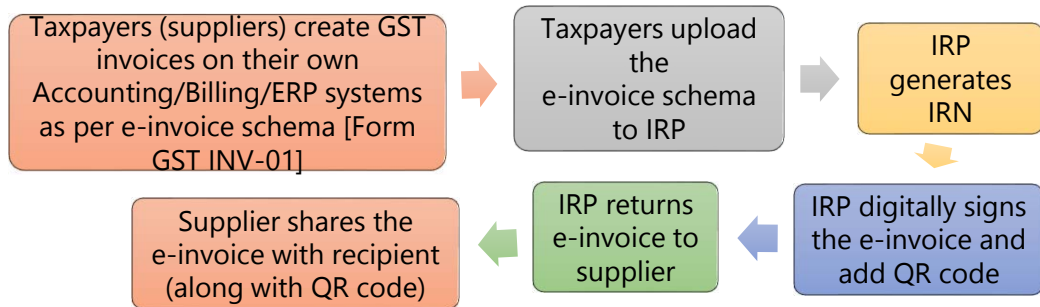 Taxpayers (suppliers) create GST
invoices on their own
Accounting/Billing/ERP systems
as per e-invoice schema [Form
GST INV-01]
Taxpayers upload
the
e-invoice schema
to IRP
IRP
generates
IRN
IRP digitally signs
the e-invoice and
add QR code
IRP returns
e-invoice to
supplier
Supplier shares the
e-invoice with recipient
(along with QR code)